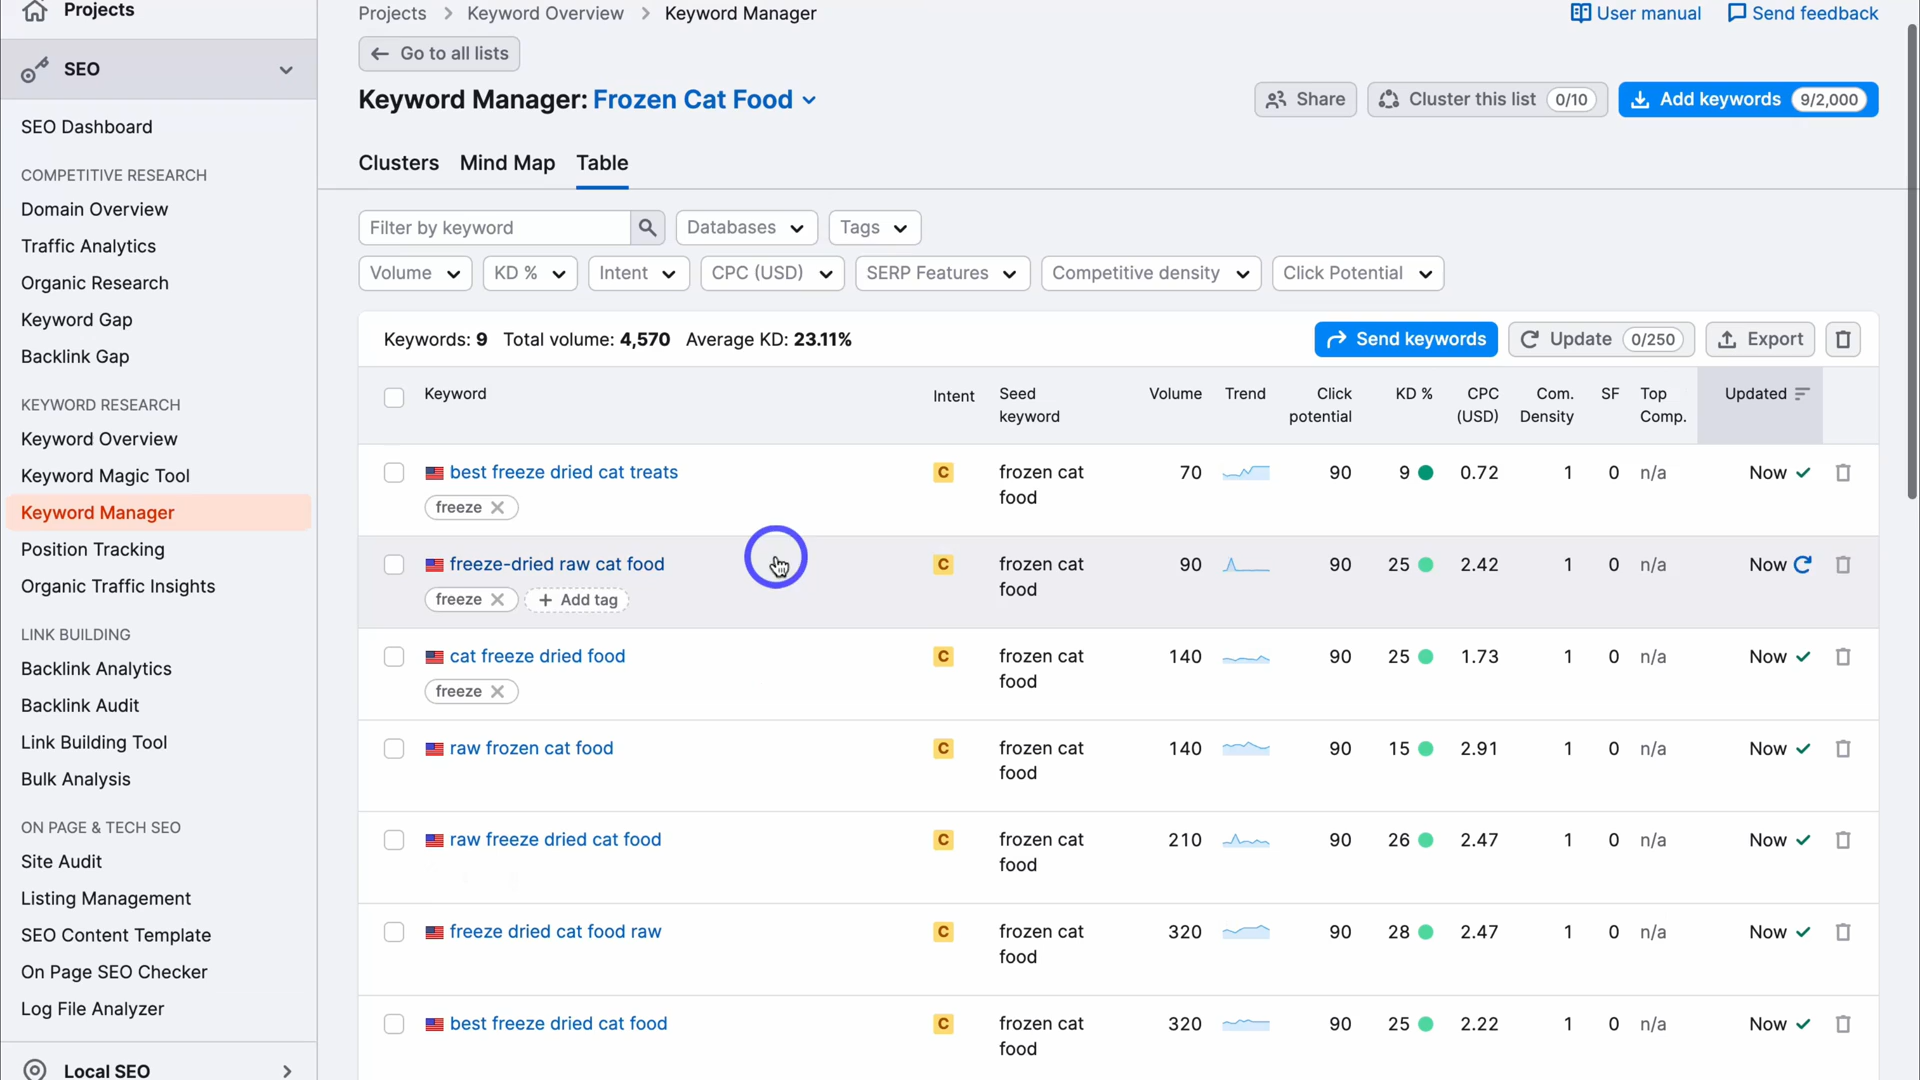 Projects
SEO
SEO Dashboard
COMPETITIVE RESEARCH
Domain Overview
Traffic Analytics
Organic Research
Keyword Gap
Backlink Gap
KEYWORD RESEARCH
Keyword Overview
Keyword Magic Tool
Keyword Manager
Position Tracking
Organic Traffic Insights
LINK BUILDING
Backlink Analytics
Backlink Audit
Link Building Tool
Bulk Analysis
ON PAGE & TECH SEO
Site Audit
Listing Management
SEO Content Template
On Page SEO Checker
Log File Analyzer
Local SEO
Projects > Keyword Overview > Keyword Manager
User manual Send feedback
← Go to all lists
Keyword Manager: Frozen Cat Food
Share Cluster this list 0/10 Add keywords 9/2,000
Clusters Mind Map Table
Filter by keyword Databases Tags
Volume KD % Intent CPC (USD) SERP Features Competitive density Click Potential
Keywords: 9 Total volume: 4,570 Average KD: 23.11%
Send keywords Update 0/250 Export
Keyword Intent Seed Volume Trend Click KD % CPC Com. SF Top Updated
keyword potential (USD) Density Comp.
best freeze dried cat treats C frozen cat 70 90 9 0.72 1 0 n/a Now
food
freeze ×
freeze-dried raw cat food C frozen cat 90 90 25 2.42 1 0 n/a Now
food
freeze × + Add tag
cat freeze dried food C frozen cat 140 90 25 1.73 1 0 n/a Now
food
freeze ×
raw frozen cat food C frozen cat 140 90 15 2.91 1 0 n/a Now
food
raw freeze dried cat food C frozen cat 210 90 26 2.47 1 0 n/a Now
food
freeze dried cat food raw C frozen cat 320 90 28 2.47 1 0 n/a Now
food
best freeze dried cat food C frozen cat 320 90 25 2.22 1 0 n/a Now
food